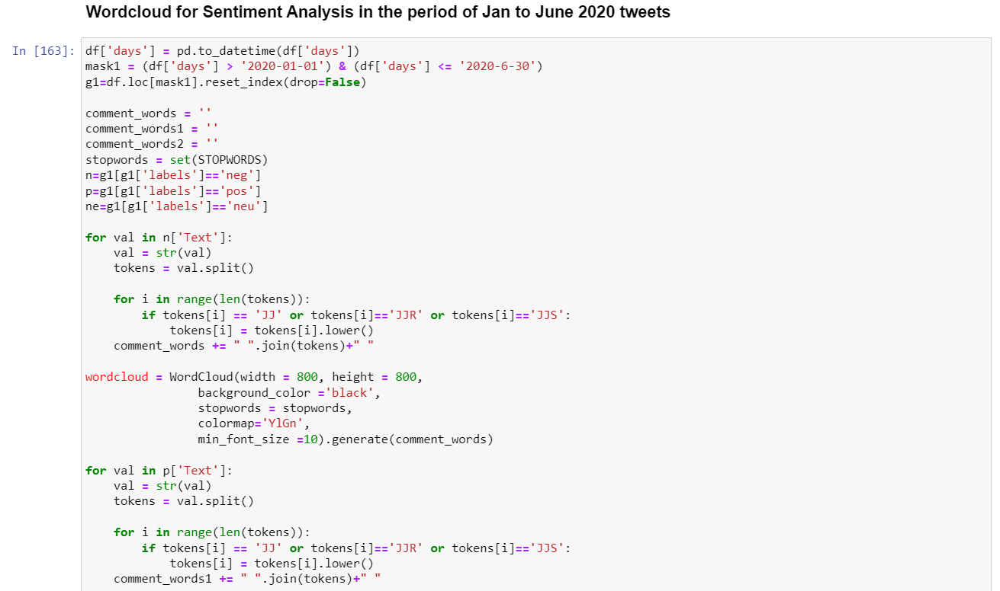 Wordcloud for Sentiment Analysis in the period of Jan to June 2020 tweets
In [163]: df['days'] = pd.to_datetime(df['days'])
mask1 = (df['days'] > '2020-01-01') & (df['days'] <= '2020-6-30')
g1=df.loc[mask1].reset_index(drop=False)
comment_words = ''
comment_words1 = ''
comment_words2 = ''
stopwords = set(STOPWORDS)
n=g1[g1['labels']=='neg']
p=g1[g1['labels']=='pos']
ne=g1[g1['labels']=='neu']
for val in n['Text']:
    val = str(val)
    tokens = val.split()
    for i in range(len(tokens)):
        if tokens[i] == 'JJ' or tokens[i]=='JJR' or tokens[i]=='JJS':
            tokens[i] = tokens[i].lower()
    comment_words += " ".join(tokens)+" "
wordcloud = WordCloud(width = 800, height = 800,
                background_color ='black',
                stopwords = stopwords,
                colormap='YlGn',
                min_font_size =10).generate(comment_words)
for val in p['Text']:
    val = str(val)
    tokens = val.split()
    for i in range(len(tokens)):
        if tokens[i] == 'JJ' or tokens[i]=='JJR' or tokens[i]=='JJS':
            tokens[i] = tokens[i].lower()
    comment_words1 += " ".join(tokens)+" "